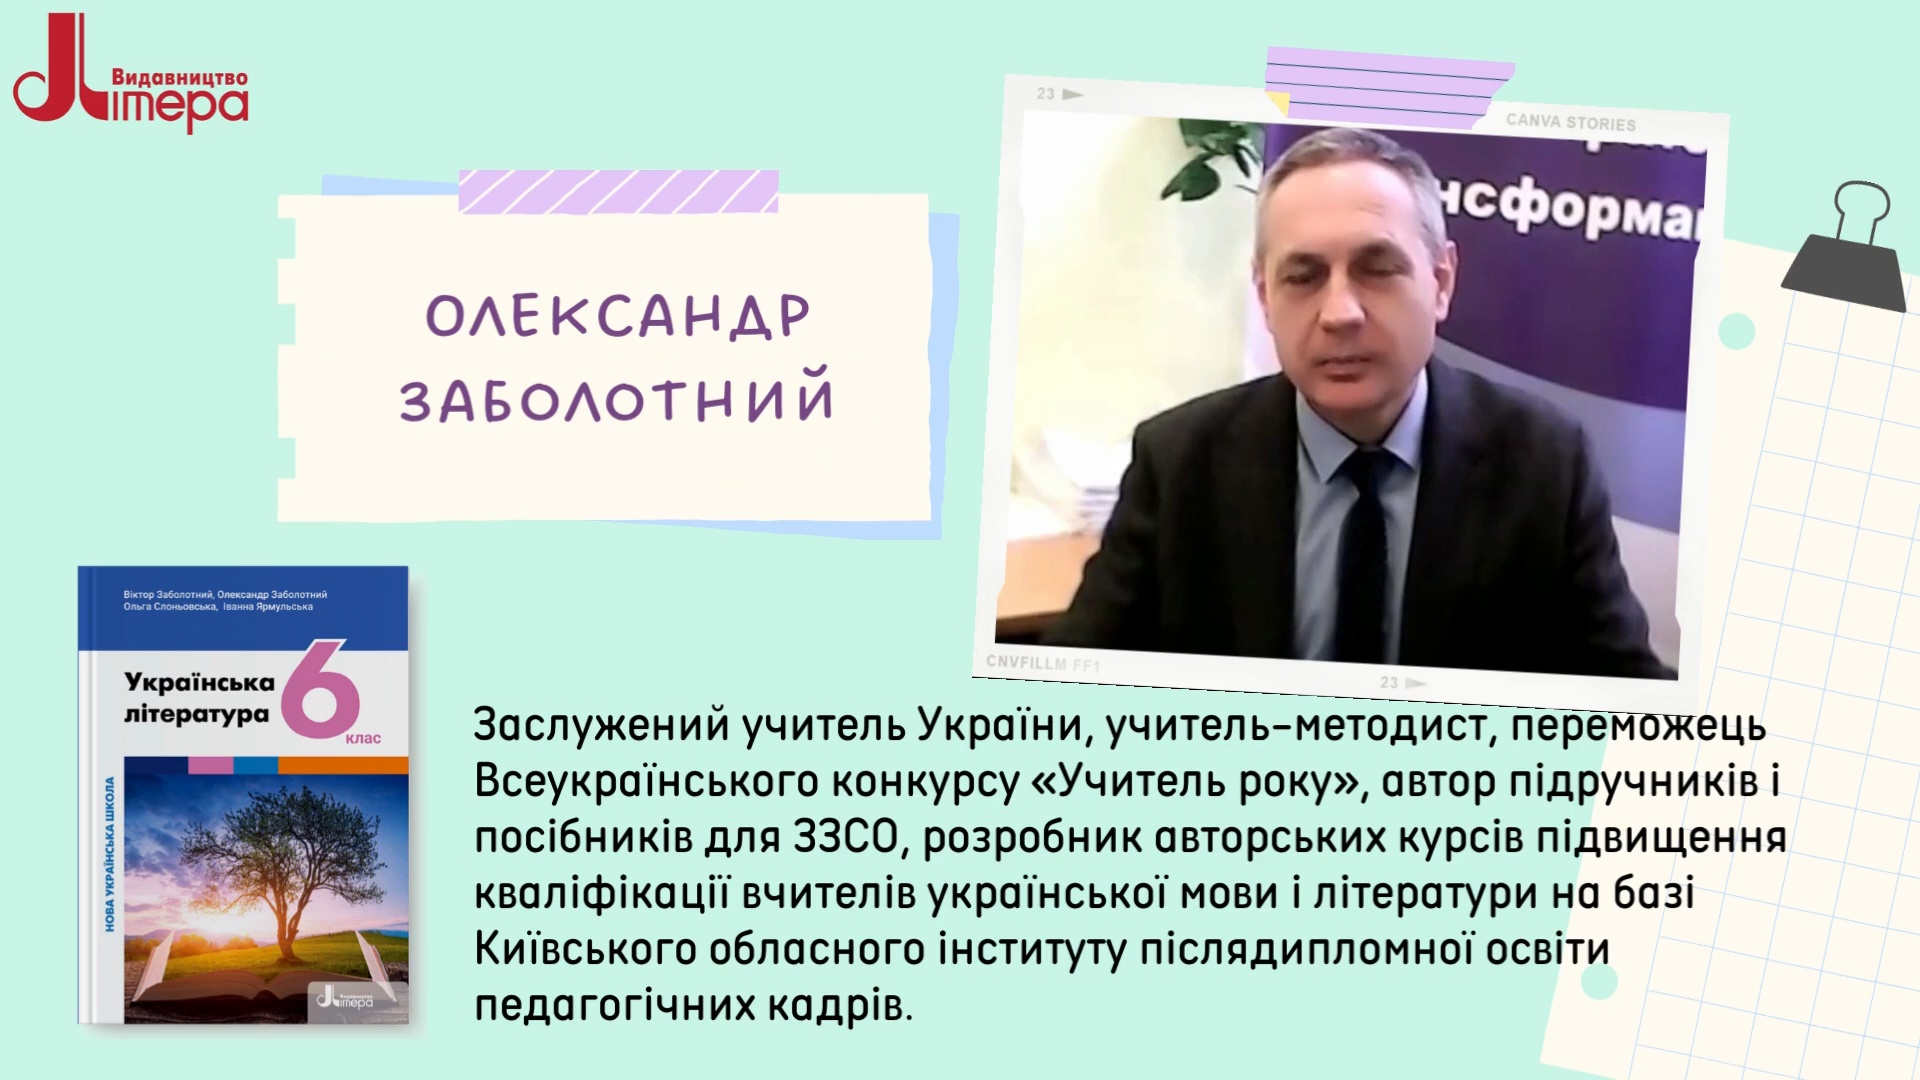 Видавництво
Літера
23
CANVA STORIES
нсформа
ОЛЕКСАНДР
ЗАБОЛОТНИЙ
CNVFILLM FF1
23
Віктор Заболотний, Олександр Заболотний
Ольга Слоньовська, Іванна Ярмульська
Українська
література
6
клас
НОВА УКРАЇНСЬКА ШКОЛА
Видавництво
Літера
Заслужений учитель України, учитель-методист, переможець
Всеукраїнського конкурсу «Учитель року», автор підручників і
посібників для ЗЗСО, розробник авторських курсів підвищення
кваліфікації вчителів української мови і літератури на базі
Київського обласного інституту післядипломної освіти
педагогічних кадрів.